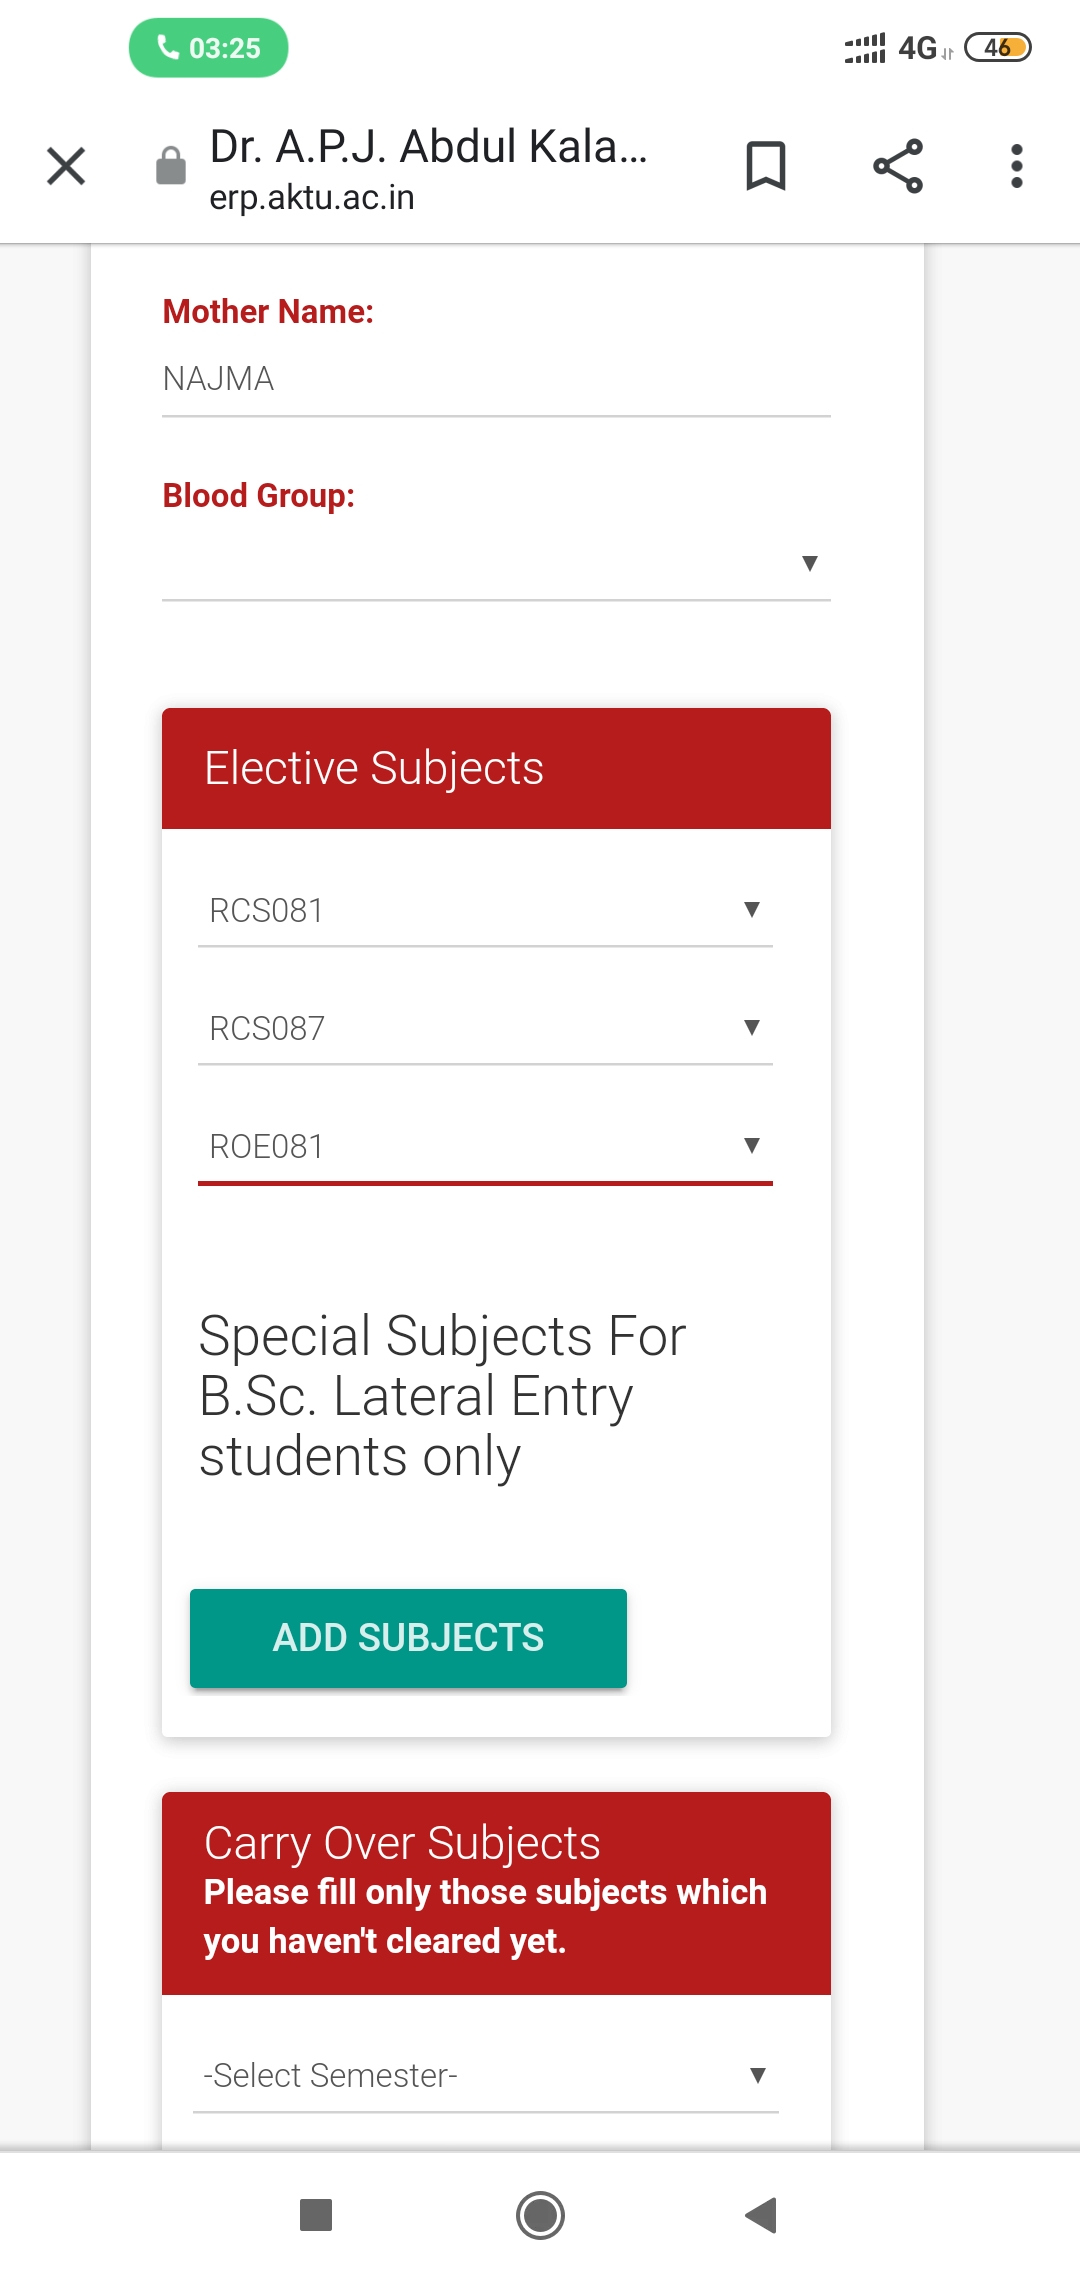 03:25
4G
46
Dr. A.P.J. Abdul Kala...
erp.aktu.ac.in
Mother Name:
NAJMA
Blood Group:
Elective Subjects
RCS081
RCS087
ROE081
Special Subjects For
B.Sc. Lateral Entry
students only
ADD SUBJECTS
Carry Over Subjects
Please fill only those subjects which
you haven't cleared yet.
-Select Semester-